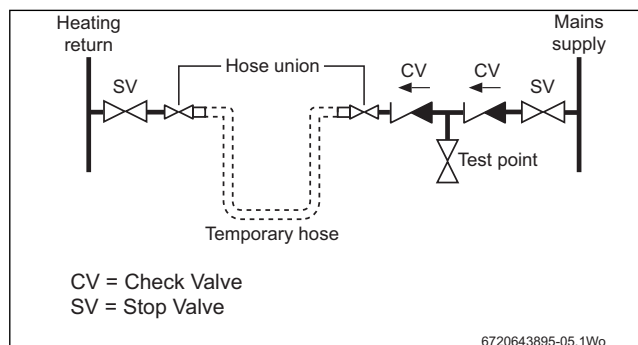 Heating
return
Mains
supply
Hose union
SV
CV
CV
SV
Test point
Temporary hose
CV = Check Valve
SV = Stop Valve
6720643895-05.1Wo